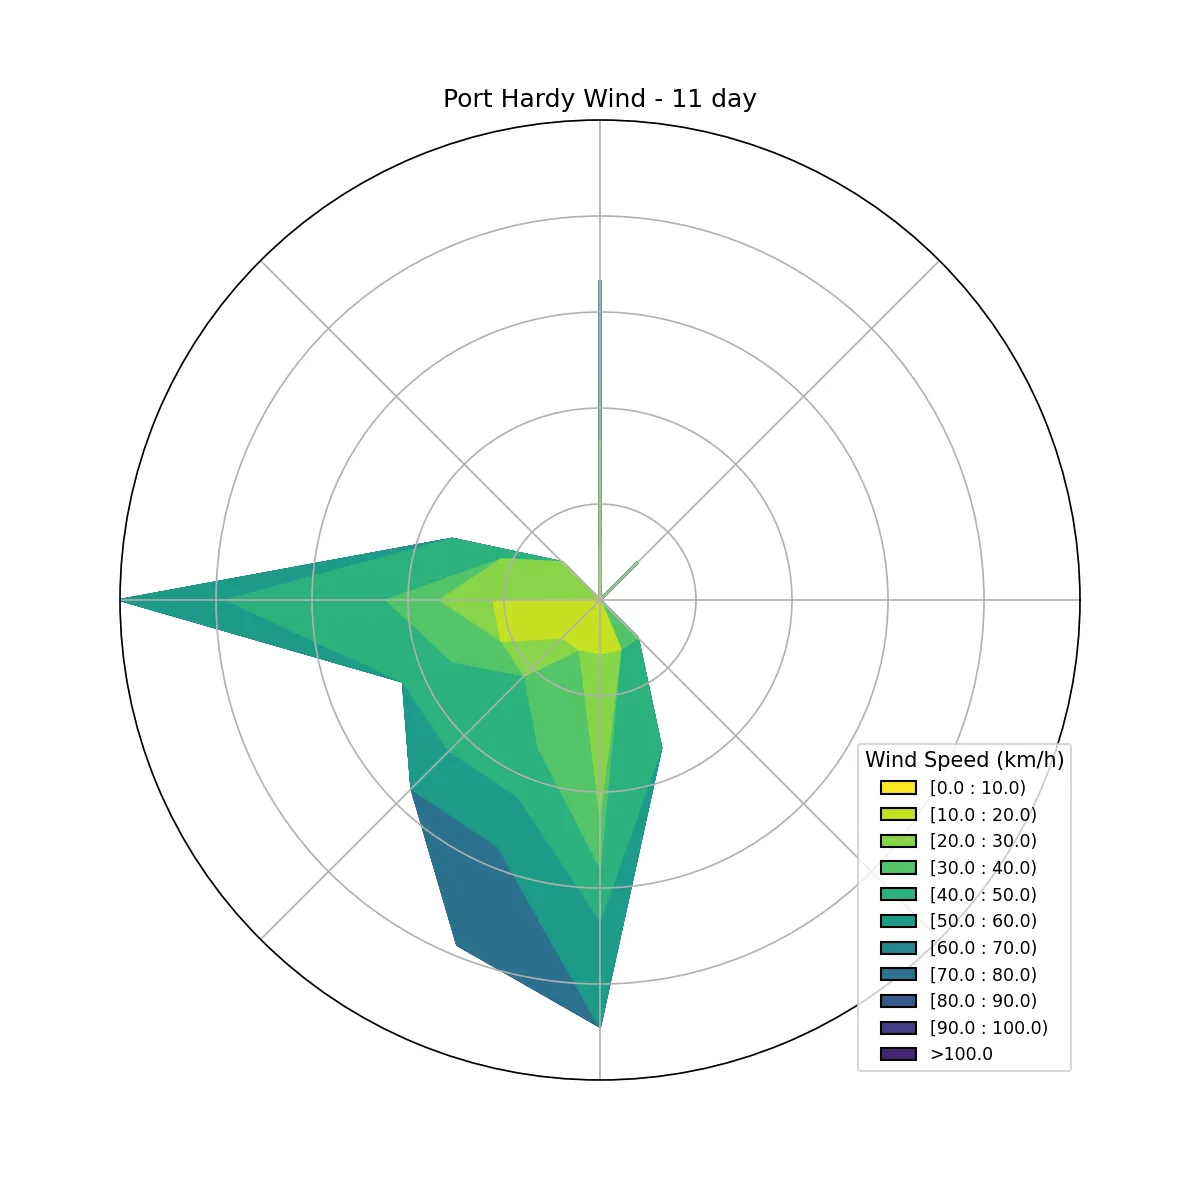 Port Hardy Wind - 11 day
Wind Speed (km/h)
[0.0 : 10.0)
[10.0 : 20.0)
[20.0 : 30.0)
[30.0 : 40.0)
[40.0 : 50.0)
[50.0 : 60.0)
[60.0 : 70.0)
[70.0 : 80.0)
[80.0 : 90.0)
[90.0 : 100.0)
>100.0